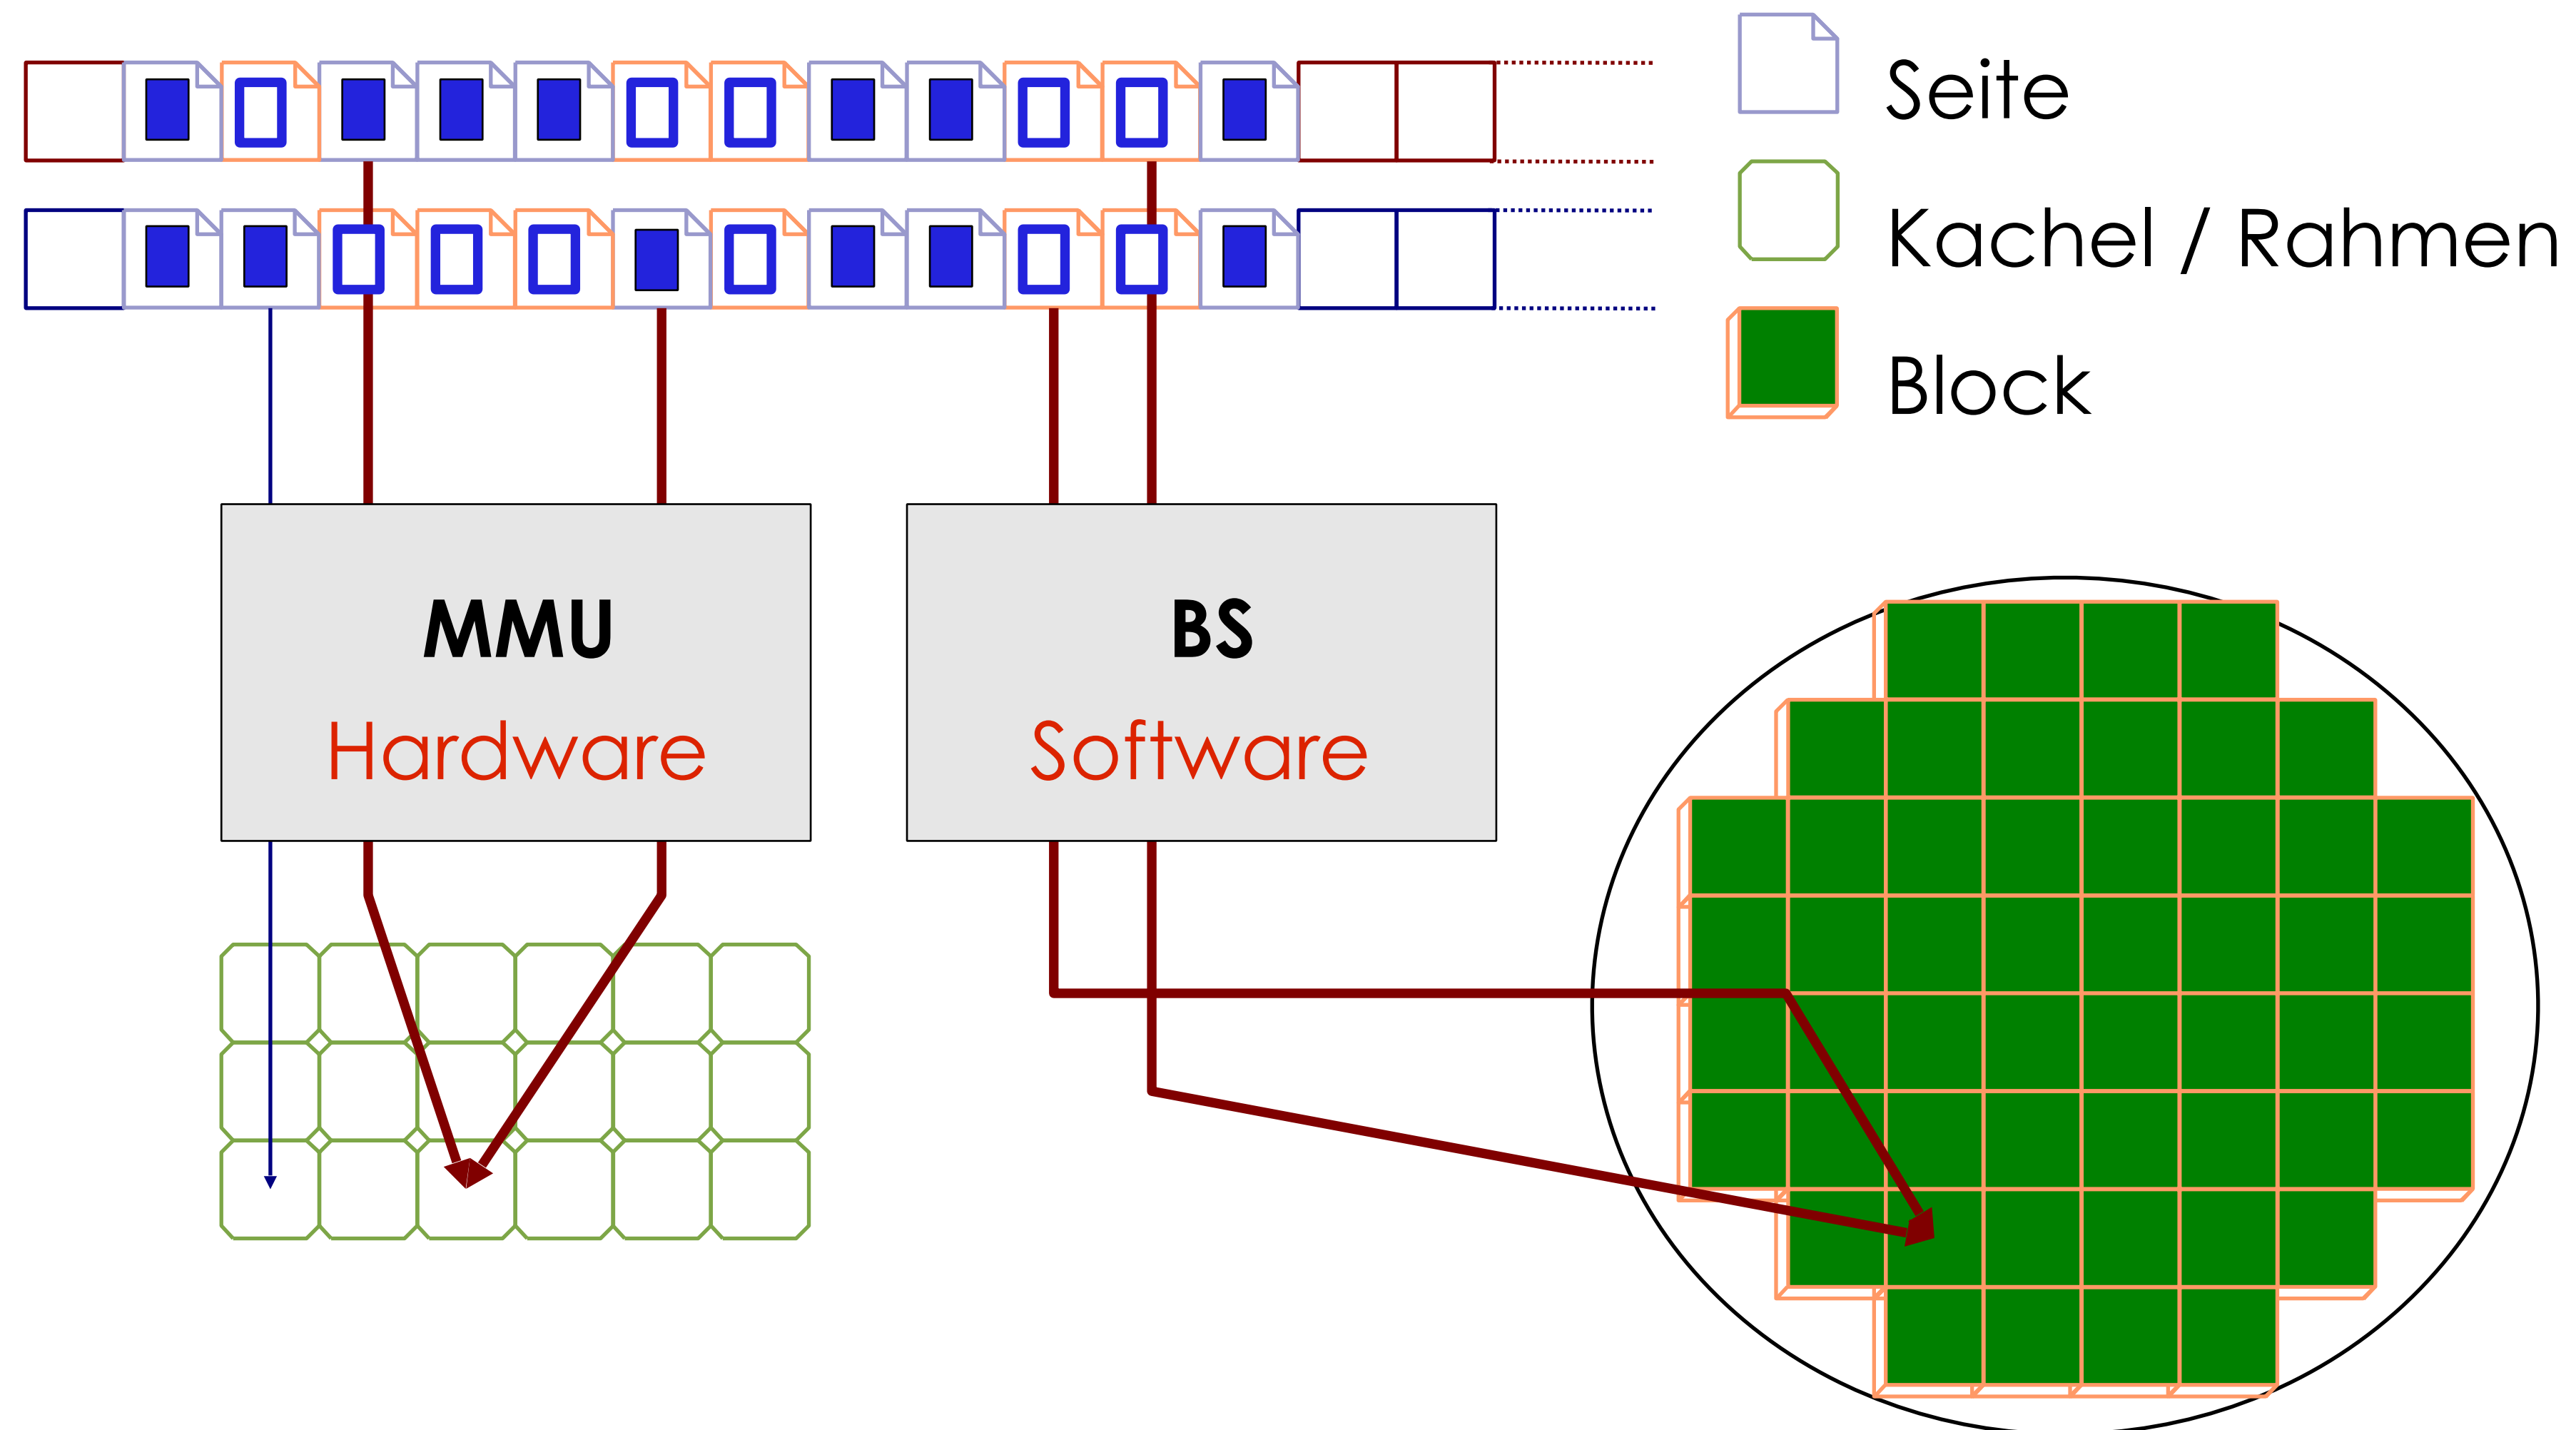 Seite
Kachel / Rahmen
Block
MMU
Hardware
BS
Software